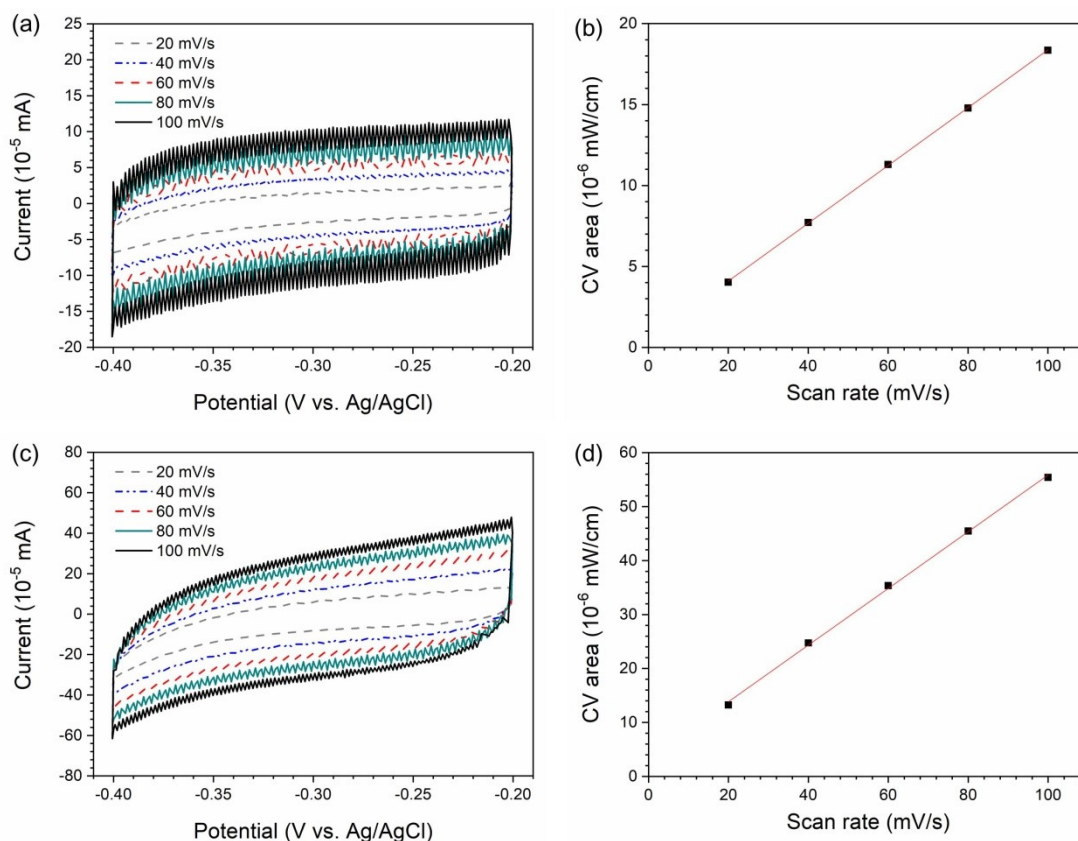 (a)
25
20
15
10
5
0
-5
-10
-15
-20
Current (10⁻⁵ mA)
20 mV/s
40 mV/s
60 mV/s
80 mV/s
100 mV/s
-0.40
-0.35
-0.30
-0.25
-0.20
Potential (V vs. Ag/AgCl)
(b)
20
16
12
8
4
0
CV area (10⁻⁶ mW/cm)
0
20
40
60
80
100
Scan rate (mV/s)
(c)
80
60
40
20
0
-20
-40
-60
-80
Current (10⁻⁵ mA)
20 mV/s
40 mV/s
60 mV/s
80 mV/s
100 mV/s
-0.40
-0.35
-0.30
-0.25
-0.20
Potential (V vs. Ag/AgCl)
(d)
60
50
40
30
20
10
0
CV area (10⁻⁶ mW/cm)
0
20
40
60
80
100
Scan rate (mV/s)